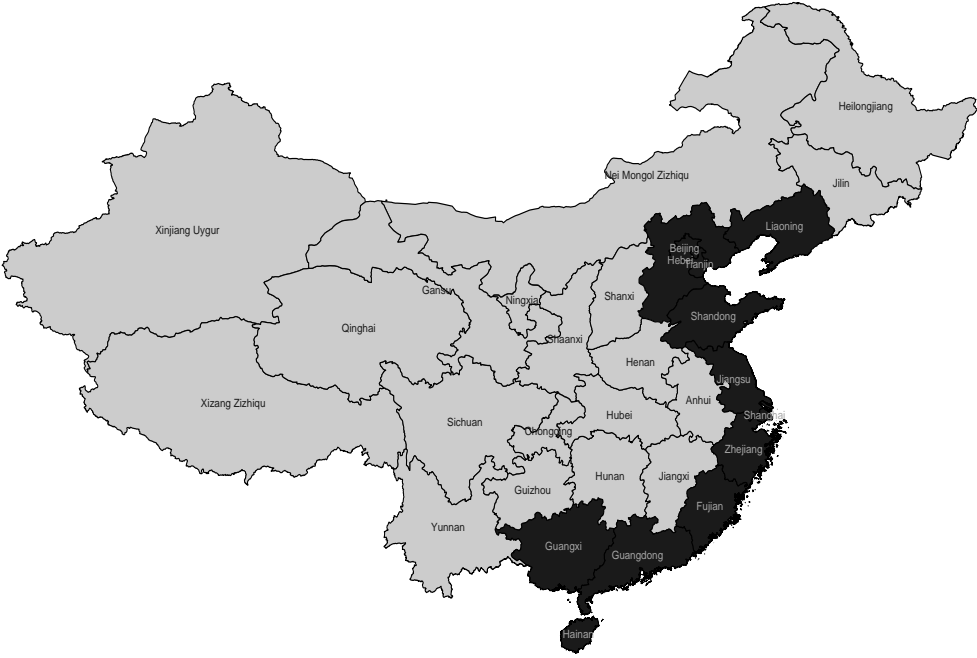 Heilongjiang
Nei Mongol Zizhiqu
Jilin
Xinjiang Uygur
Liaoning
Beijing
Hebei
Tianjin
Gansu
Ningxia
Shanxi
Shandong
Qinghai
Shaanxi
Henan
Jiangsu
Xizang Zizhiqu
Anhui
Hubei
Shanghai
Sichuan
Chongqing
Zhejiang
Hunan
Jiangxi
Guizhou
Fujian
Yunnan
Guangxi
Guangdong
Hainan